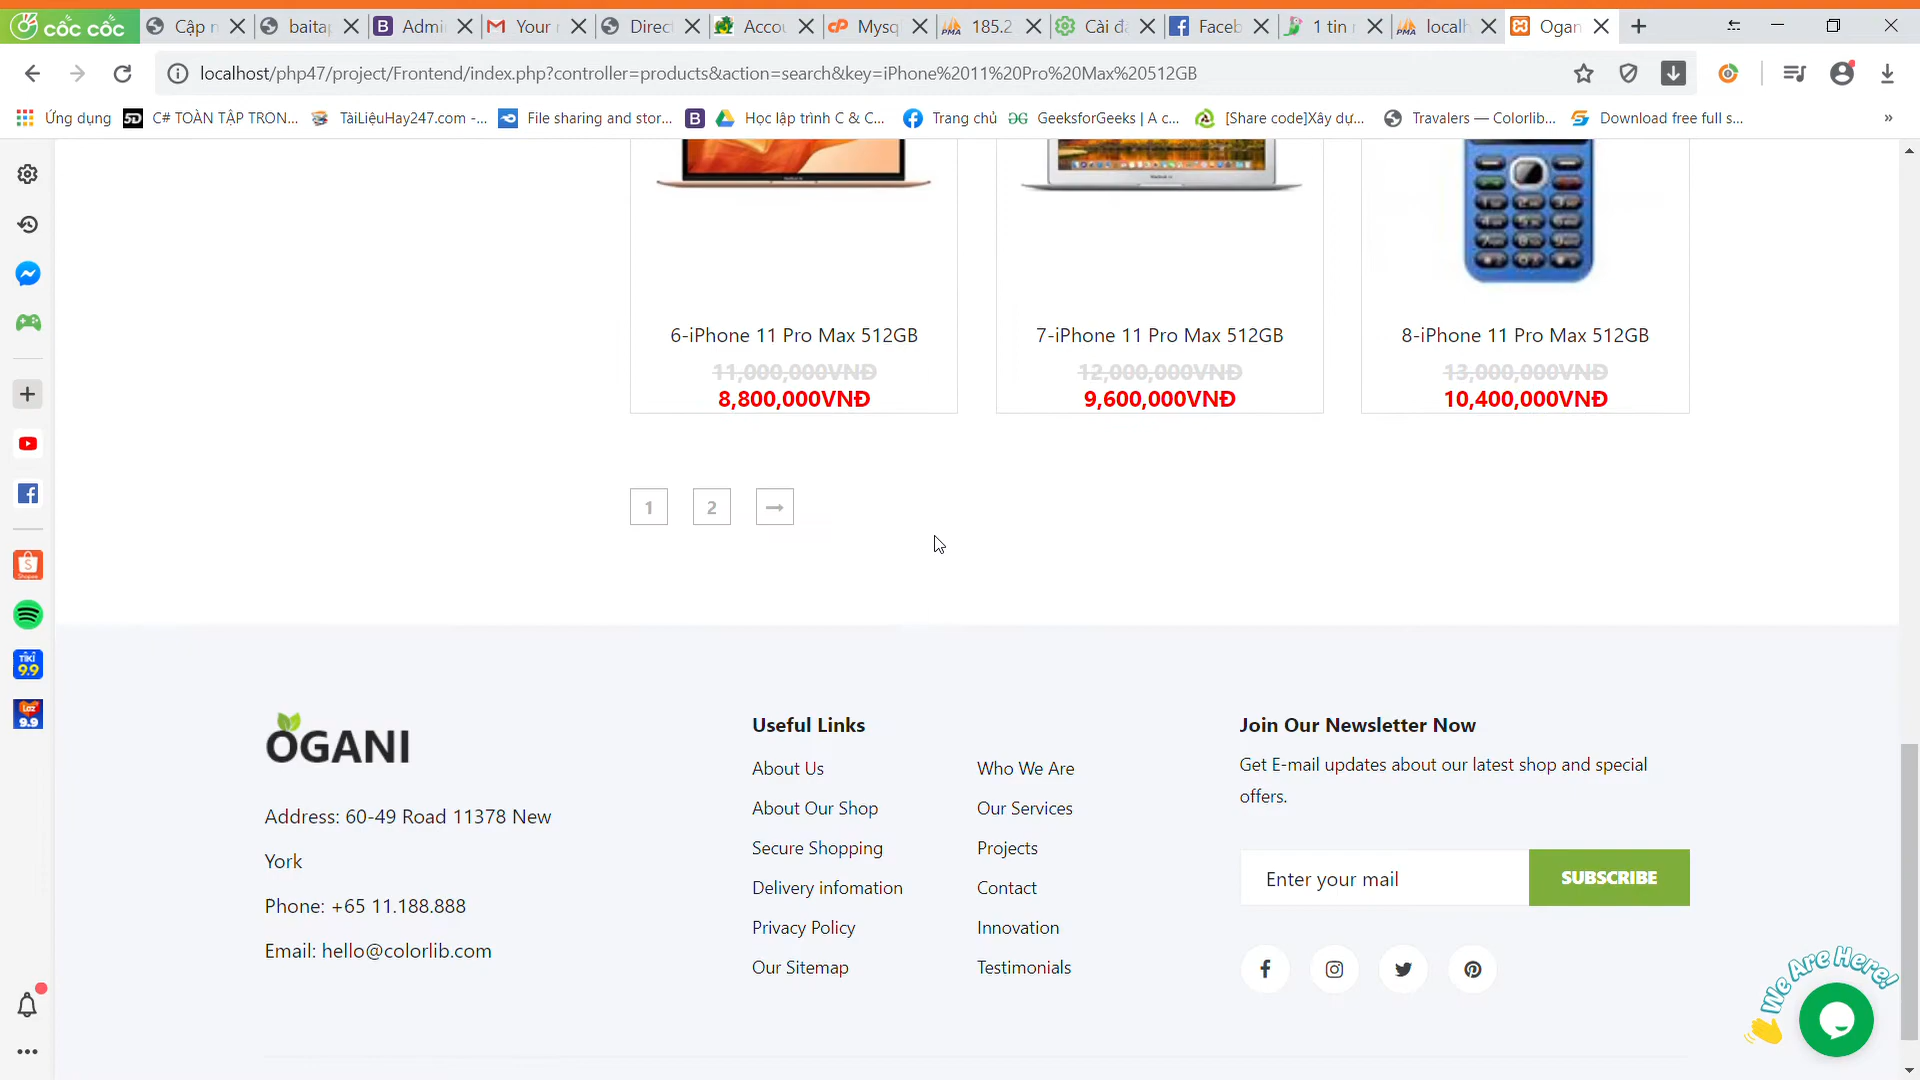 cốc cốc
Cập n
baitap
Admi
Your
Direct
Accou
Mysq
185.2
Cài đặ
Faceb
1 tin
localh
Ogan
localhost/php47/project/Frontend/index.php?controller=products&action=search&key=iPhone%2011%20Pro%20Max%20512GB
Ứng dụng
C# TOÀN TẬP TRON...
TàiLiệuHay247.com -...
File sharing and stor...
Học lập trình C & C...
Trang chủ
GeeksforGeeks | A c...
[Share code]Xây dự...
Travalers — Colorlib...
Download free full s...
»
6-iPhone 11 Pro Max 512GB
11,000,000VNĐ
8,800,000VNĐ
7-iPhone 11 Pro Max 512GB
12,000,000VNĐ
9,600,000VNĐ
8-iPhone 11 Pro Max 512GB
13,000,000VNĐ
10,400,000VNĐ
1 2
OGANI
Address: 60-49 Road 11378 New
York
Phone: +65 11.188.888
Email: hello@colorlib.com
Useful Links
About Us
About Our Shop
Secure Shopping
Delivery infomation
Privacy Policy
Our Sitemap
Who We Are
Our Services
Projects
Contact
Innovation
Testimonials
Join Our Newsletter Now
Get E-mail updates about our latest shop and special
offers.
Enter your mail
SUBSCRIBE
We Are Here!